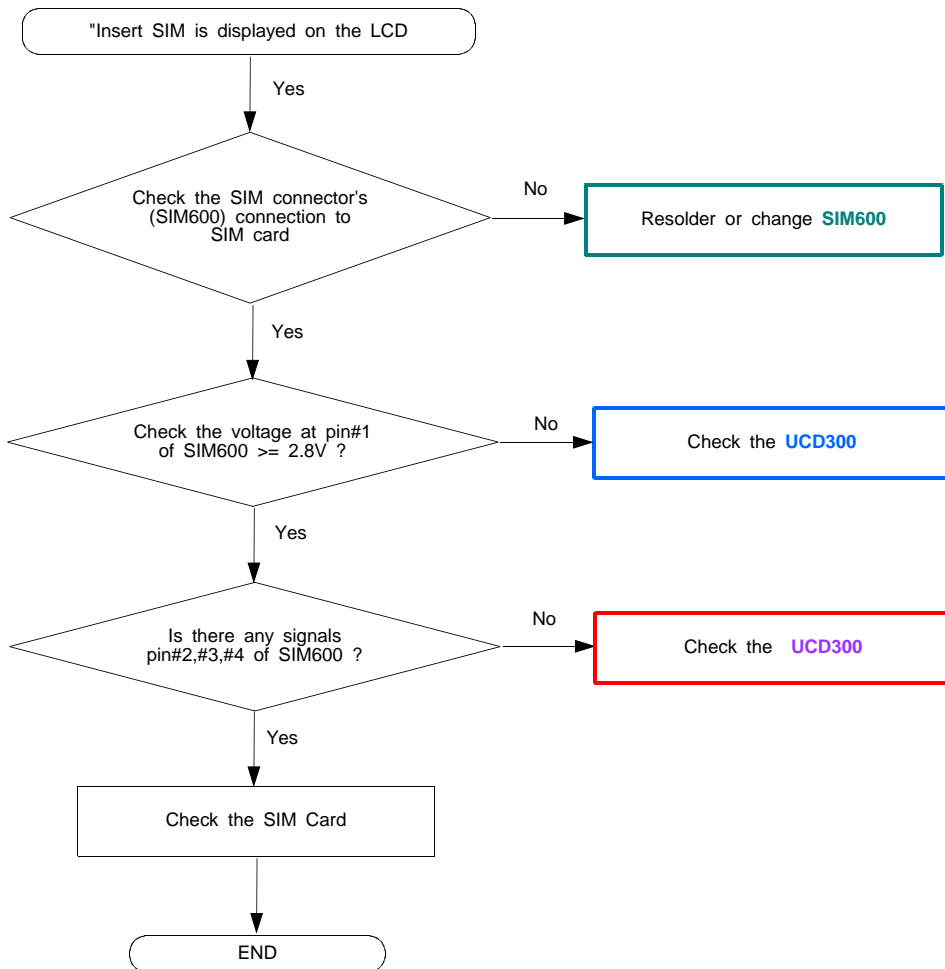 "Insert SIM is displayed on the LCD
Yes
Check the SIM connector's
(SIM600) connection to
SIM card
No
Resolder or change SIM600
Yes
Check the voltage at pin#1
of SIM600 >= 2.8V ?
No
Check the UCD300
Yes
Is there any signals
pin#2,#3,#4 of SIM600 ?
No
Check the UCD300
Yes
Check the SIM Card
END